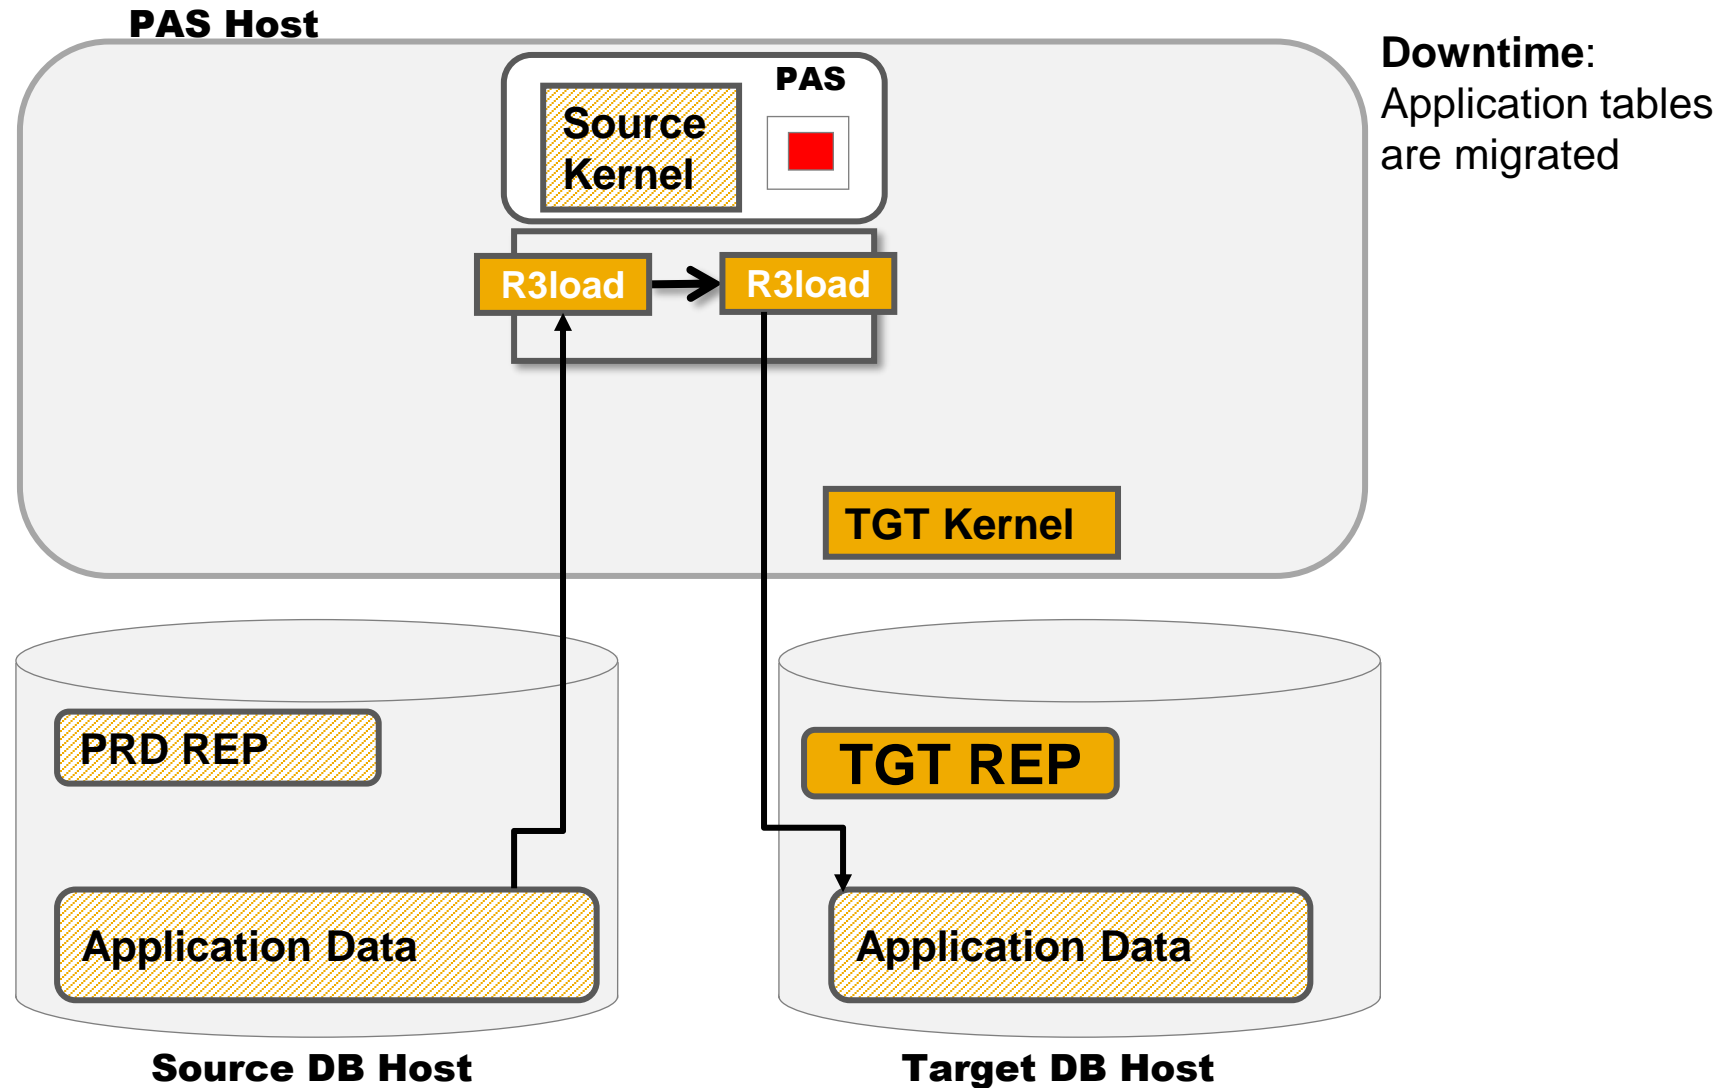 PAS Host
Downtime:
Application tables
are migrated
PAS
Source
Kernel
R3load
R3load
TGT Kernel
PRD REP
TGT REP
Application Data
Application Data
Source DB Host
Target DB Host